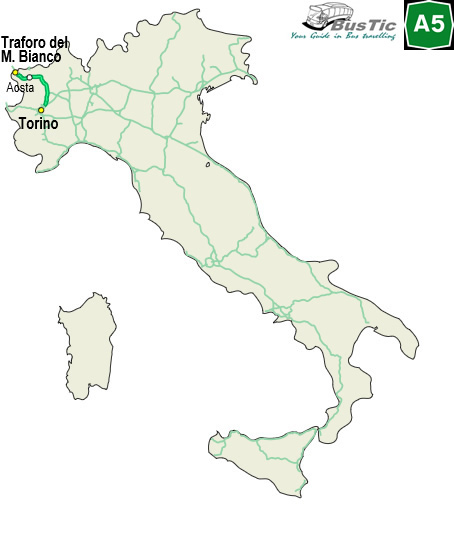 BusTic
Your Guide in Bus travelling
A5
Traforo del
M. Bianco
Aosta
Torino